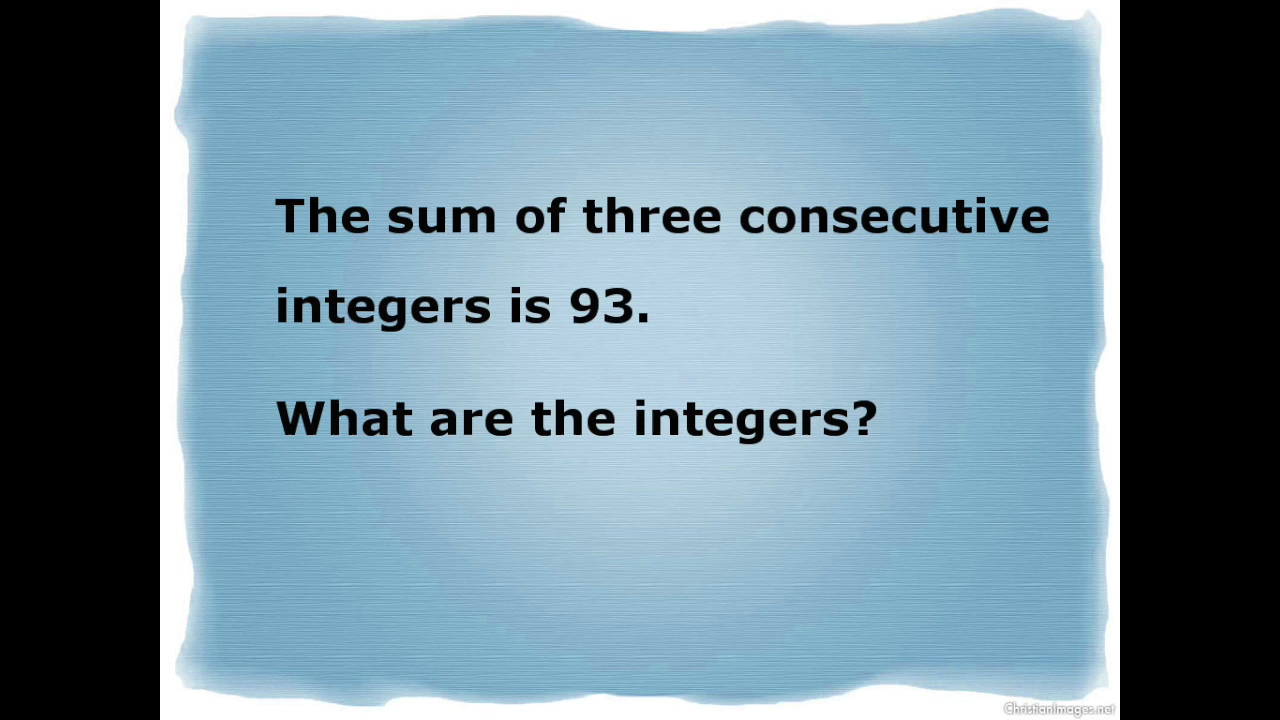 The sum of three consecutive
integers is 93.
What are the integers?
ChristianImages.net